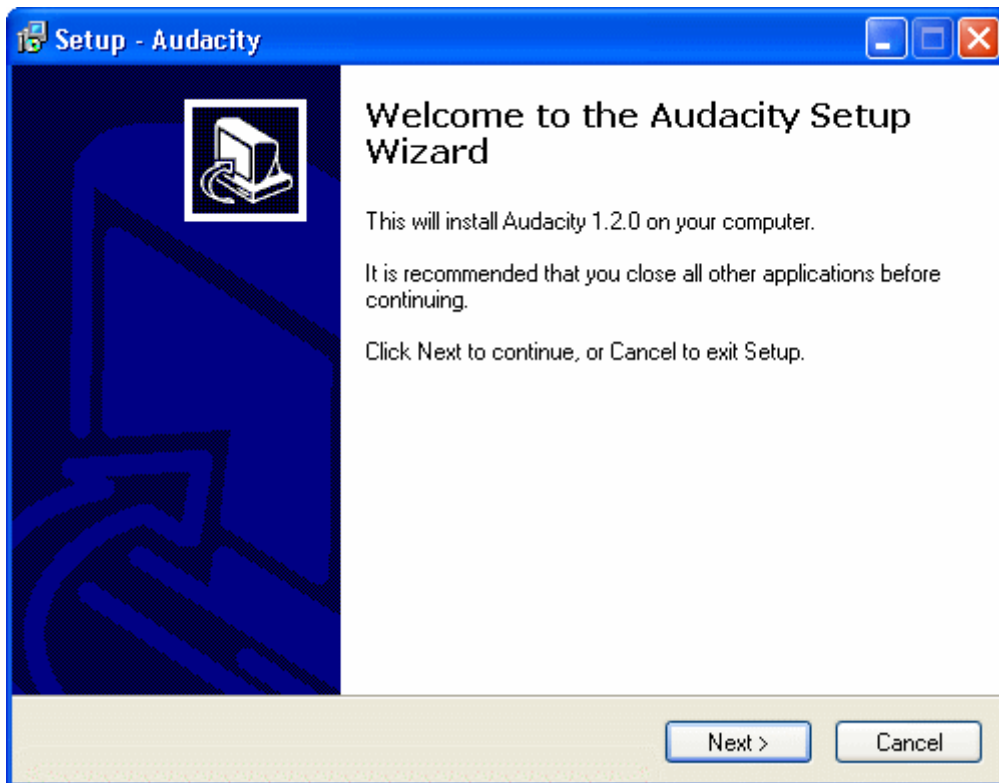 Setup - Audacity
Welcome to the Audacity Setup
Wizard
This will install Audacity 1.2.0 on your computer.
It is recommended that you close all other applications before
continuing.
Click Next to continue, or Cancel to exit Setup.
Next >
Cancel